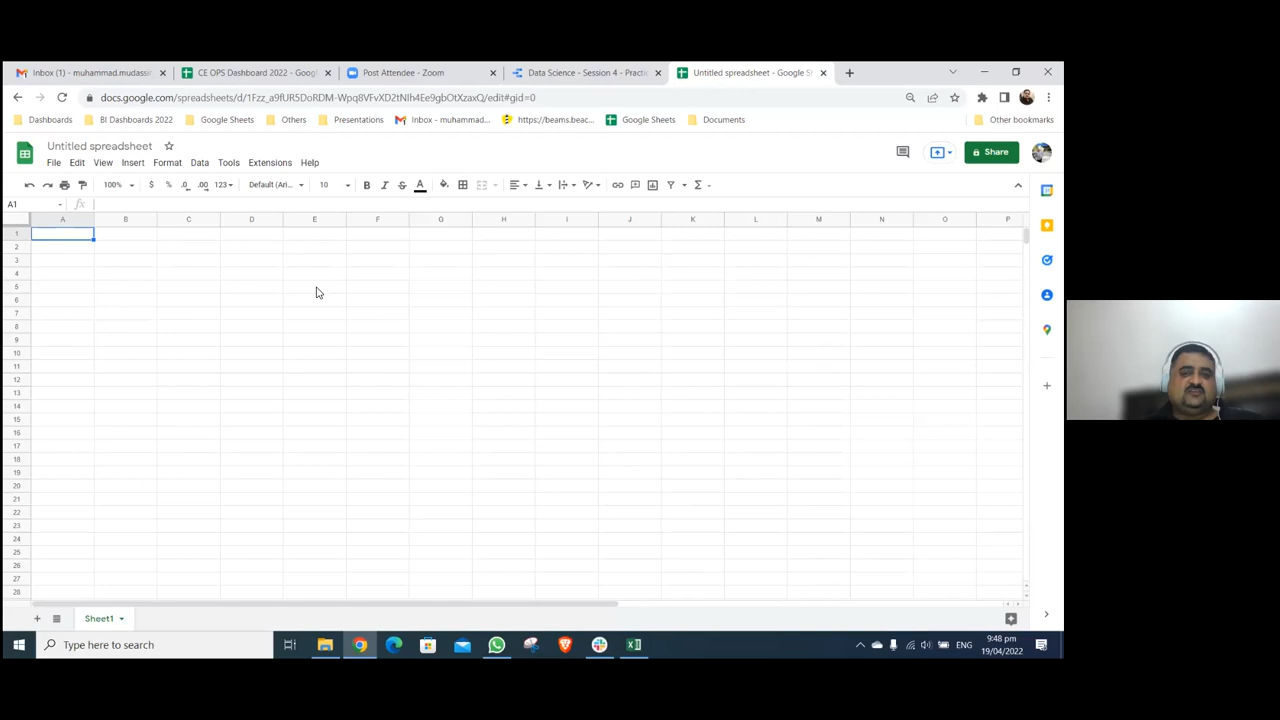 Inbox (1) - muhammad.mudassir
CE OPS Dashboard 2022 - Googl
Post Attendee - Zoom
Data Science - Session 4 - Practi
Untitled spreadsheet - Google Sh
docs.google.com/spreadsheets/d/1Fzz_a9fUR5DoRDM-Wpq8VFvXD2tNIh4Ee9gbOtXzaxQ/edit#gid=0
Dashboards
BI Dashboards 2022
Google Sheets
Others
Presentations
Inbox - muhammad...
https://beams.beac...
Google Sheets
Documents
Other bookmarks
Untitled spreadsheet
File Edit View Insert Format Data Tools Extensions Help
Share
100% $ % .0 .00 123 Default (Ari... 10 B I S A Σ
A1 fx
A B C D E F G H I J K L M N O P
1
2
3
4
5
6
7
8
9
10
11
12
13
14
15
16
17
18
19
20
21
22
23
24
25
26
27
28
Sheet1
Type here to search
ENG
9:48 pm
19/04/2022